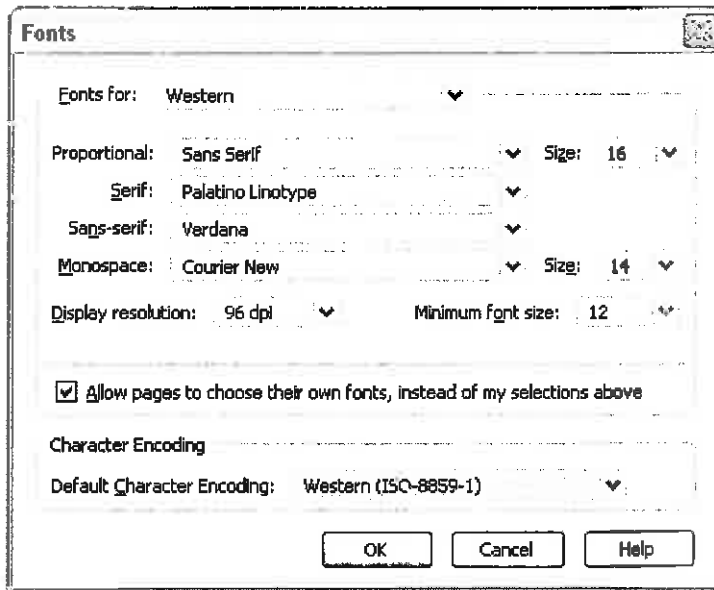 Fonts
Fonts for: Western
Proportional: Sans Serif Size: 16
Serif: Palatino Linotype
Sans-serif: Verdana
Monospace: Courier New Size: 14
Display resolution: 96 dpi Minimum font size: 12
Allow pages to choose their own fonts, instead of my selections above
Character Encoding
Default Character Encoding: Western (ISO-8859-1)
OK Cancel Help